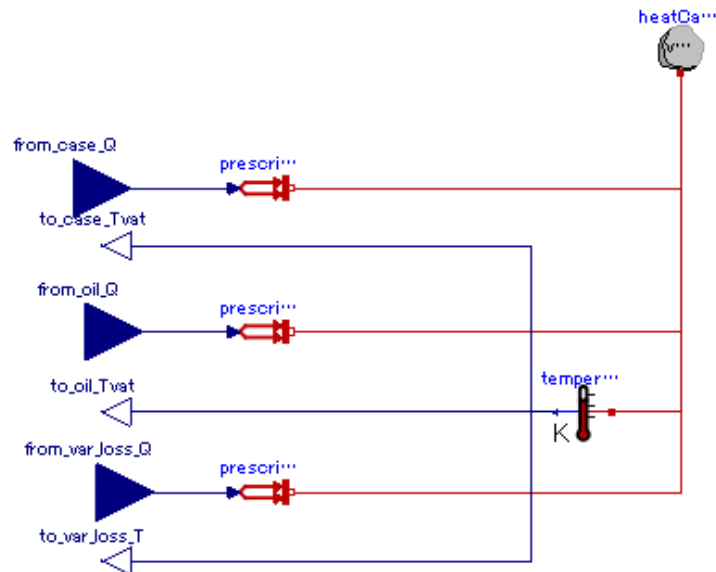 heatCa…
V…
from_case_Q
prescri…
to_case_Tvat
from_oil_Q
prescri…
to_oil_Tvat
temper…
K
from_var_loss_Q
prescri…
to_var_loss_T